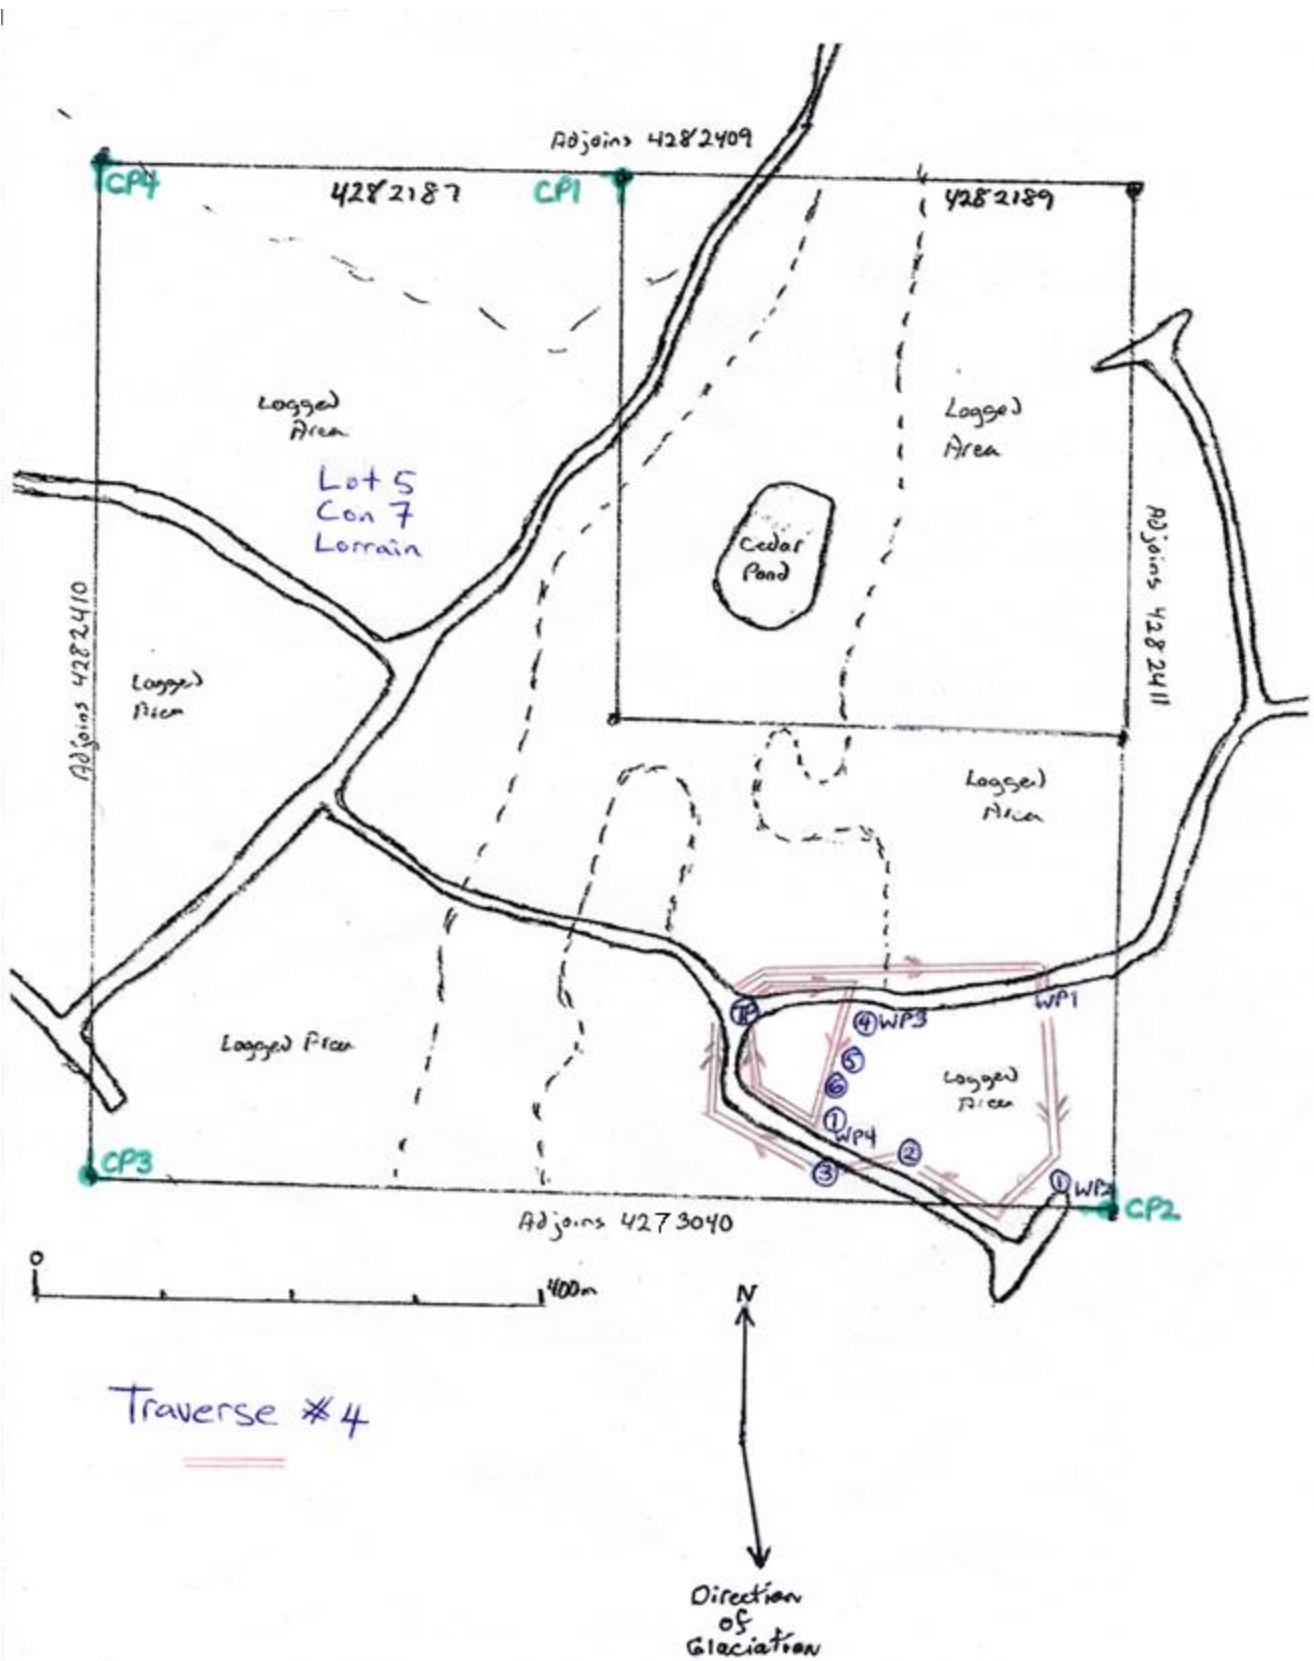 Adjoins 4282409
CP4
4282187
CP1
4282189
Logged
Area
Logged
Area
Lot 5
Con 7
Lorrain
Cedar
Pond
Adjoins 4282411
Adjoins 4282410
Logged
Area
Logged
Area
TP
WP1
④ WP3
Logged Area
⑤
Logged
Area
⑥
①
WP4
②
③
① WP2
CP3
CP2
Adjoins 4273040
0
400m
N
Traverse #4
Direction
of
Glaciation